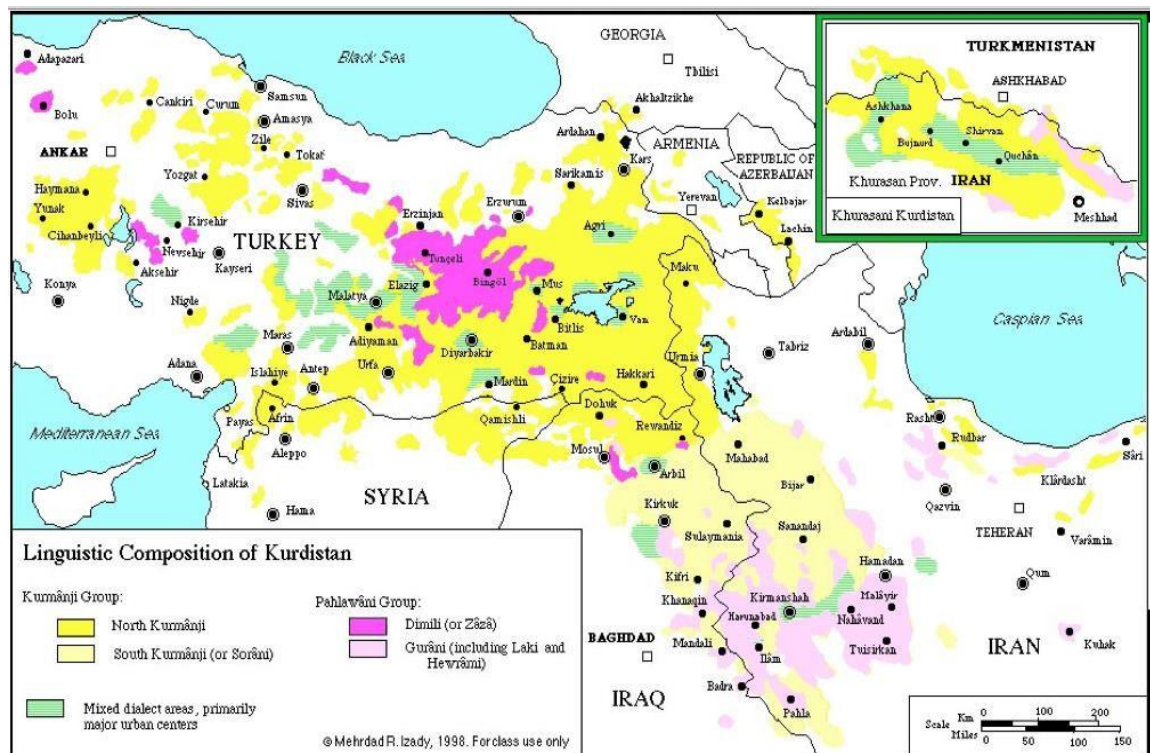 GEORGIA
Black Sea
Tbilisi
Adapazari
Bolu
Cankiri
Curum
Samsun
Amasya
Zile
Tokat
Akhaltzikhe
Ardahan
ARMENIA
Kars
REPUBLIC OF
AZERBAIJAN
ANKAR
Yozgat
Sivas
Sarikamis
Yerevan
Kelbajar
Lachin
Haymana
Yunak
Cihanbeyli
Kirsehir
Nevsehir
Aksehir
Kayseri
TURKEY
Erzinjan
Erzurum
Agri
Tunçeli
Bingöl
Mus
Maku
Konya
Nigde
Malatya
Elazig
Bitlis
Van
Maras
Adiyaman
Diyarbakir
Batman
Tabriz
Ardabil
Caspian Sea
Adana
Islahiye
Antep
Urfa
Mardin
Çizire
Hakkari
Urmia
Payas
Afrin
Aleppo
Qamishli
Dohuk
Rewandiz
Mosul
Arbil
Mahabad
Rasht
Rudbar
Mediterranean Sea
Latakia
Hama
SYRIA
Kirkuk
Sulaymania
Bijar
Sanandaj
Qazvin
Klârdasht
Sâri
TEHERAN
Varâmin
Hamadan
Qum
Kifri
Khanaqin
Kirmanshah
Harunabad
Malâyir
Nahâvand
Tuisirkan
BAGHDAD
Mandali
Ilâm
IRAN
Kuhak
IRAQ
Badra
Pahla
TURKMENISTAN
ASHKHABAD
Ashkhana
Bujnurd
Shirvan
Quchân
Khurasan Prov.
IRAN
Meshhad
Khurasani Kurdistan
Linguistic Composition of Kurdistan
Kurmânji Group:
North Kurmânji
South Kurmânji (or Sorâni)
Pahlawâni Group:
Dimili (or Zâzâ)
Gurâni (including Laki and
Hewrâmi)
Mixed dialect areas, primarily
major urban centers
© Mehrdad R. Izady, 1998. For class use only
0 100 200
Scale Km
Miles
0 50 100 150